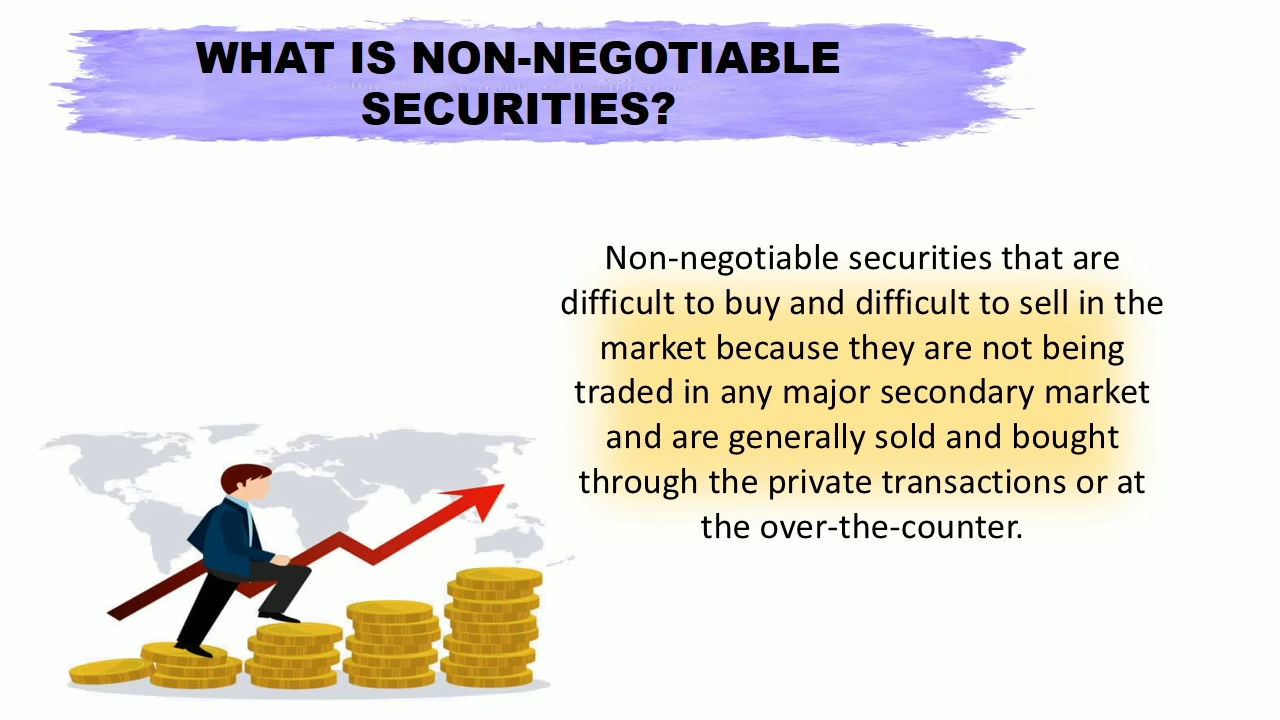 WHAT IS NON-NEGOTIABLE
SECURITIES?
Non-negotiable securities that are
difficult to buy and difficult to sell in the
market because they are not being
traded in any major secondary market
and are generally sold and bought
through the private transactions or at
the over-the-counter.